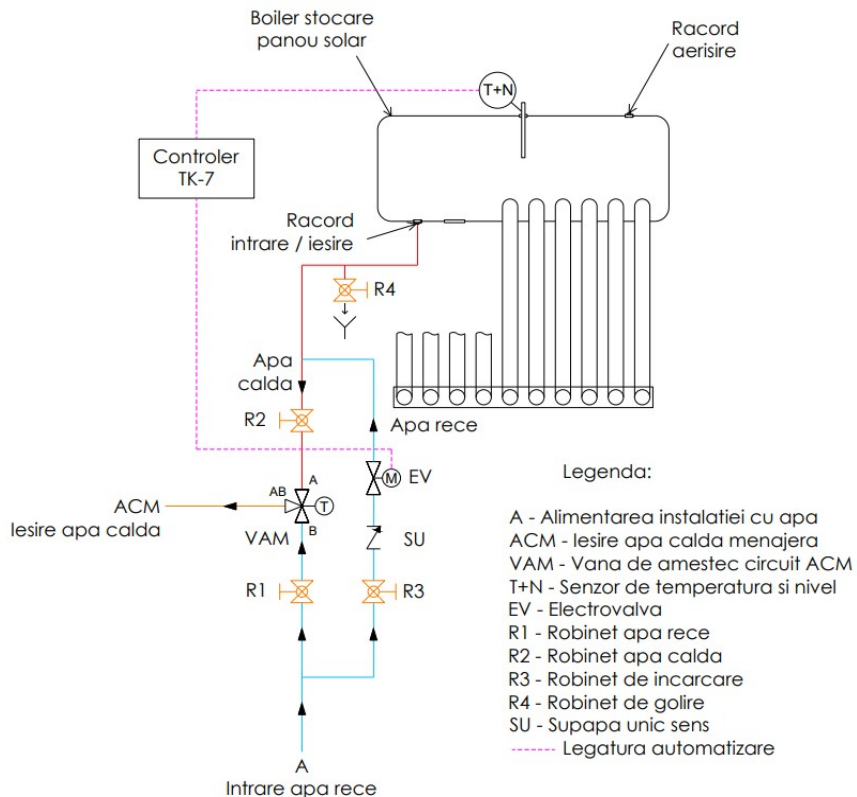 Boiler stocare
panou solar
Racord
aerisire
T+N
Controler
TK-7
Racord
intrare / iesire
R4
Apa
calda
R2
Apa rece
M
EV
A
AB
T
B
ACM
Iesire apa calda
VAM
SU
R1
R3
A
Intrare apa rece
Legenda:
A - Alimentarea instalatiei cu apa
ACM - Iesire apa calda menajera
VAM - Vana de amestec circuit ACM
T+N - Senzor de temperatura si nivel
EV - Electrovalva
R1 - Robinet apa rece
R2 - Robinet apa calda
R3 - Robinet de incarcare
R4 - Robinet de golire
SU - Supapa unic sens
Legatura automatizare